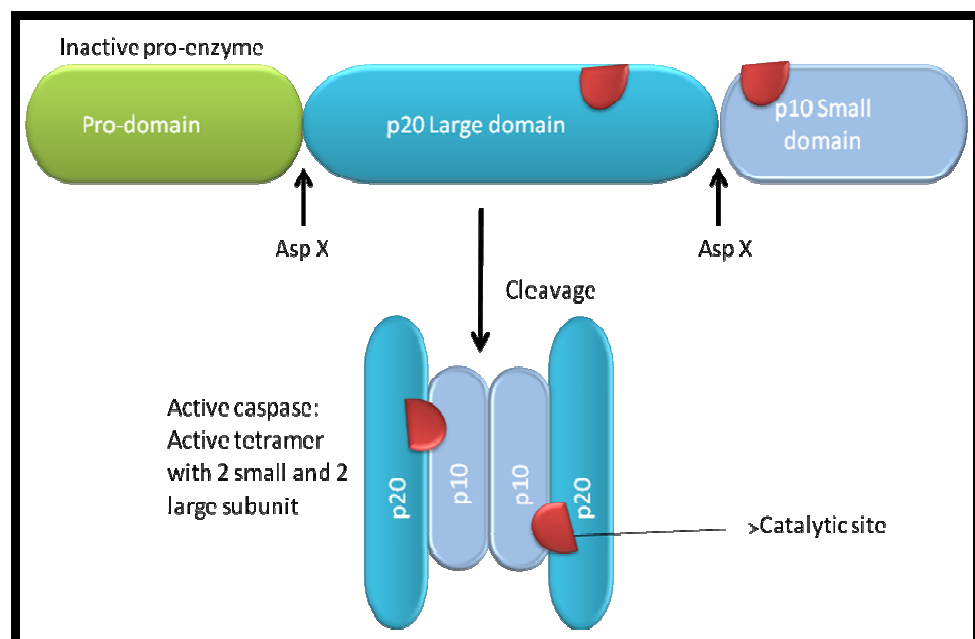 Inactive pro-enzyme
Pro-domain
p20 Large domain
p10 Small
domain
Asp X
Asp X
Cleavage
Active caspase:
Active tetramer
with 2 small and 2
large subunit
p20
p10
p10
p20
>Catalytic site